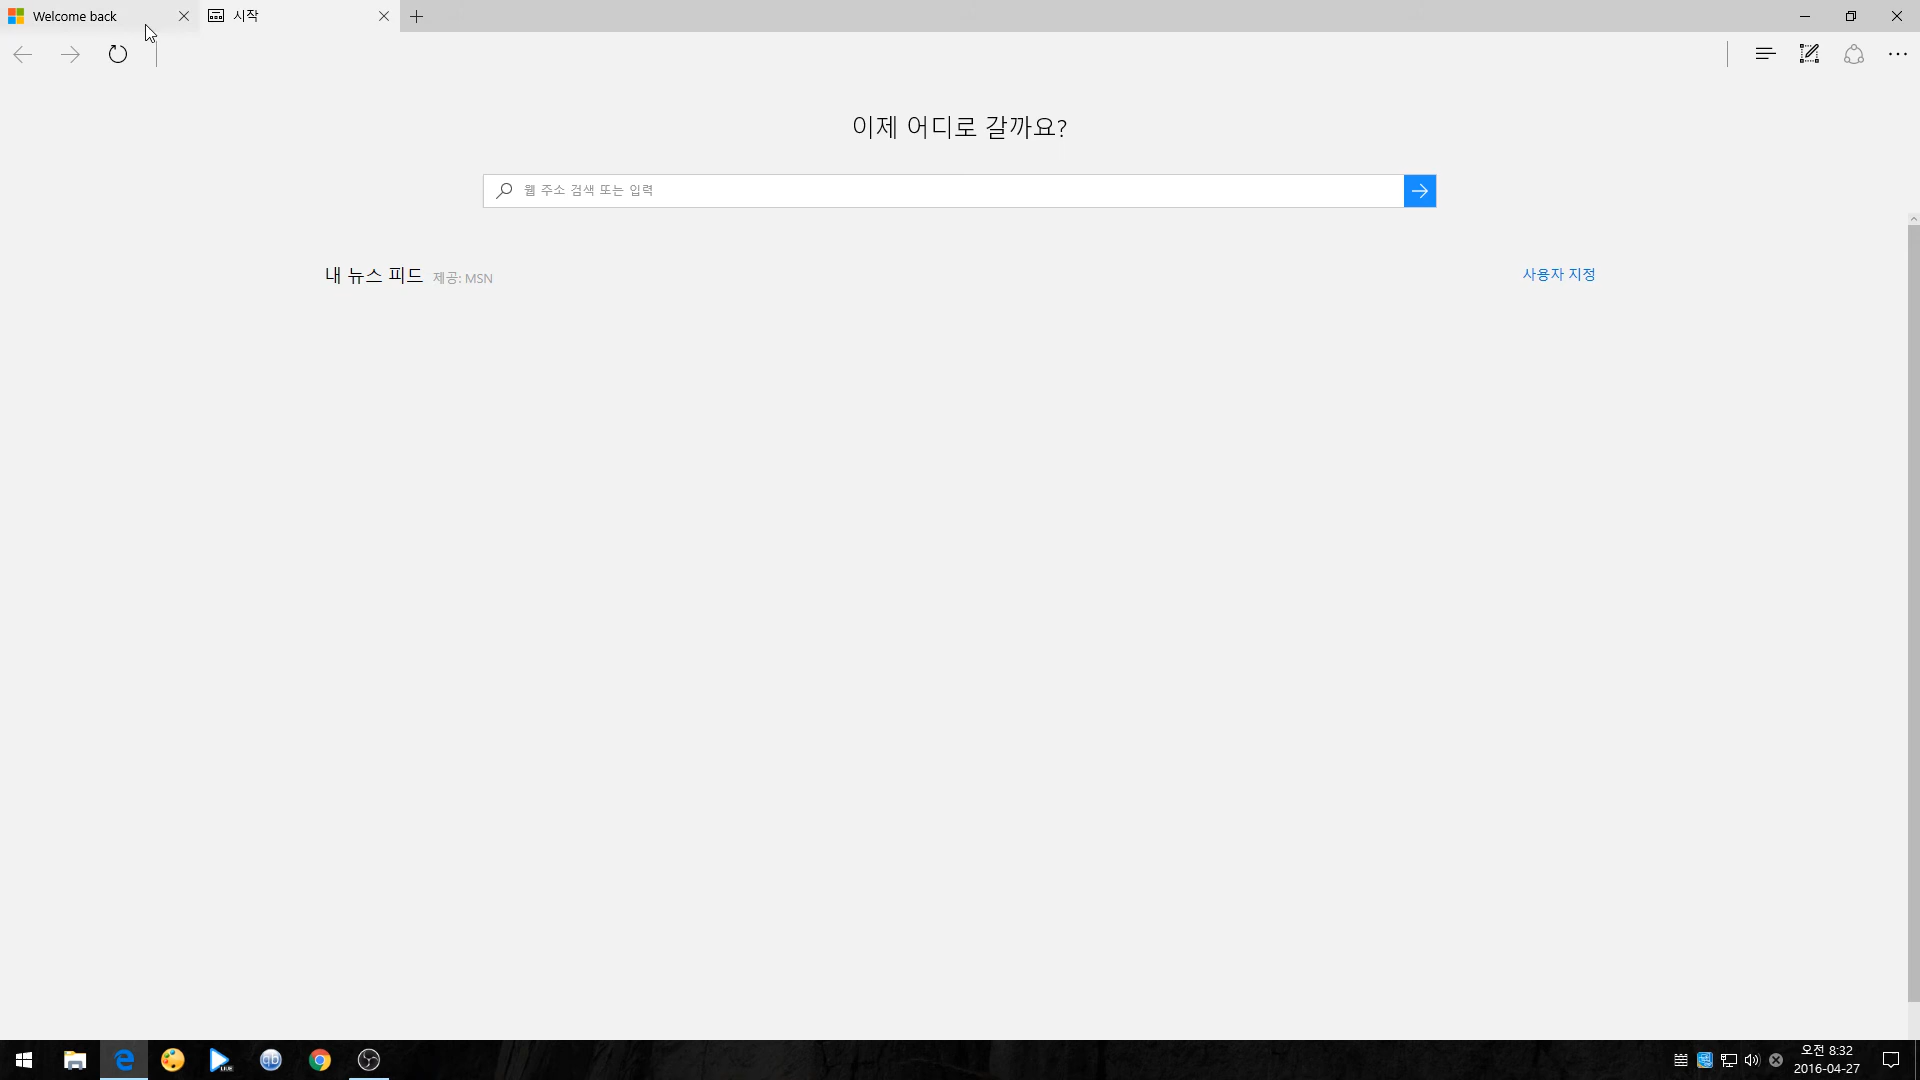 Welcome back
시작
이제 어디로 갈까요?
웹 주소 검색 또는 입력
내 뉴스 피드 제공: MSN
사용자 지정
LIVE
qb
오전 8:32
2016-04-27